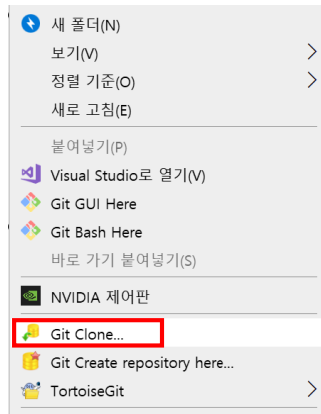 새 폴더(N)
보기(V)
정렬 기준(O)
새로 고침(E)
붙여넣기(P)
Visual Studio로 열기(V)
Git GUI Here
Git Bash Here
바로 가기 붙여넣기(S)
NVIDIA 제어판
Git Clone...
Git Create repository here...
TortoiseGit